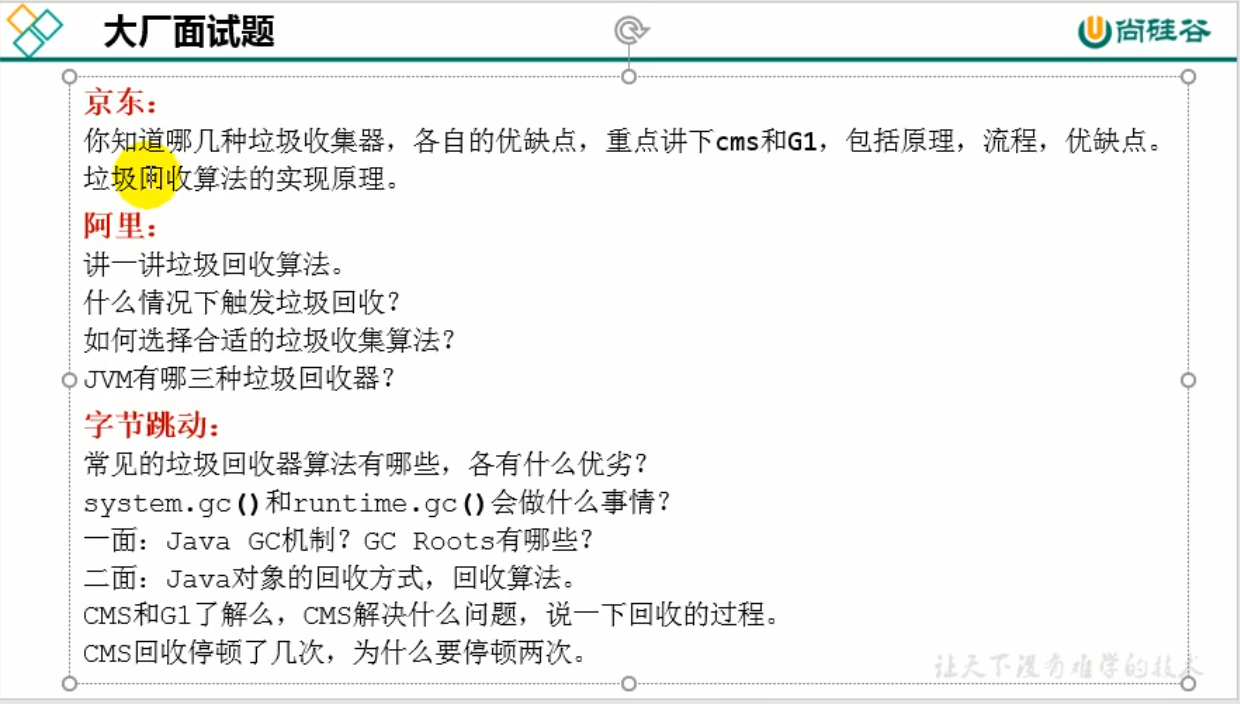 大厂面试题
尚硅谷
京东：
你知道哪几种垃圾收集器，各自的优缺点，重点讲下cms和G1，包括原理，流程，优缺点。
垃圾回收算法的实现原理。
阿里：
讲一讲垃圾回收算法。
什么情况下触发垃圾回收？
如何选择合适的垃圾收集算法？
JVM有哪三种垃圾回收器？
字节跳动：
常见的垃圾回收器算法有哪些，各有什么优劣？
system.gc()和runtime.gc()会做什么事情？
一面：Java GC机制？GC Roots有哪些？
二面：Java对象的回收方式，回收算法。
CMS和G1了解么，CMS解决什么问题，说一下回收的过程。
CMS回收停顿了几次，为什么要停顿两次。
让天下没有难学的技术